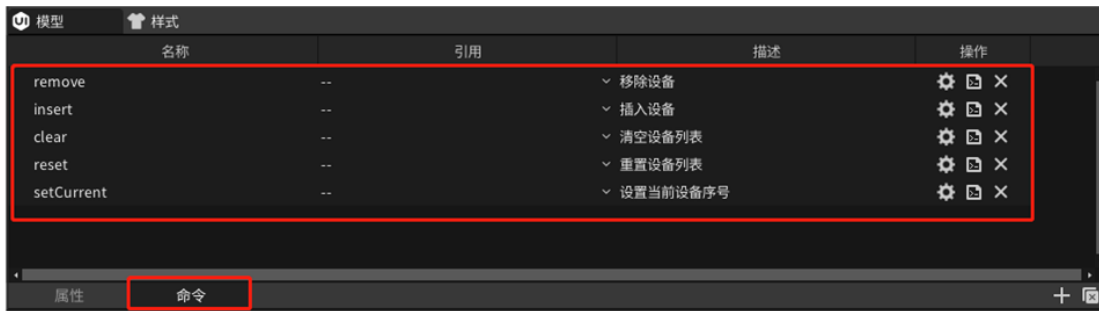 UI 模型 样式
名称 引用 描述 操作
remove -- 移除设备
insert -- 插入设备
clear -- 清空设备列表
reset -- 重置设备列表
setCurrent -- 设置当前设备序号
属性 命令